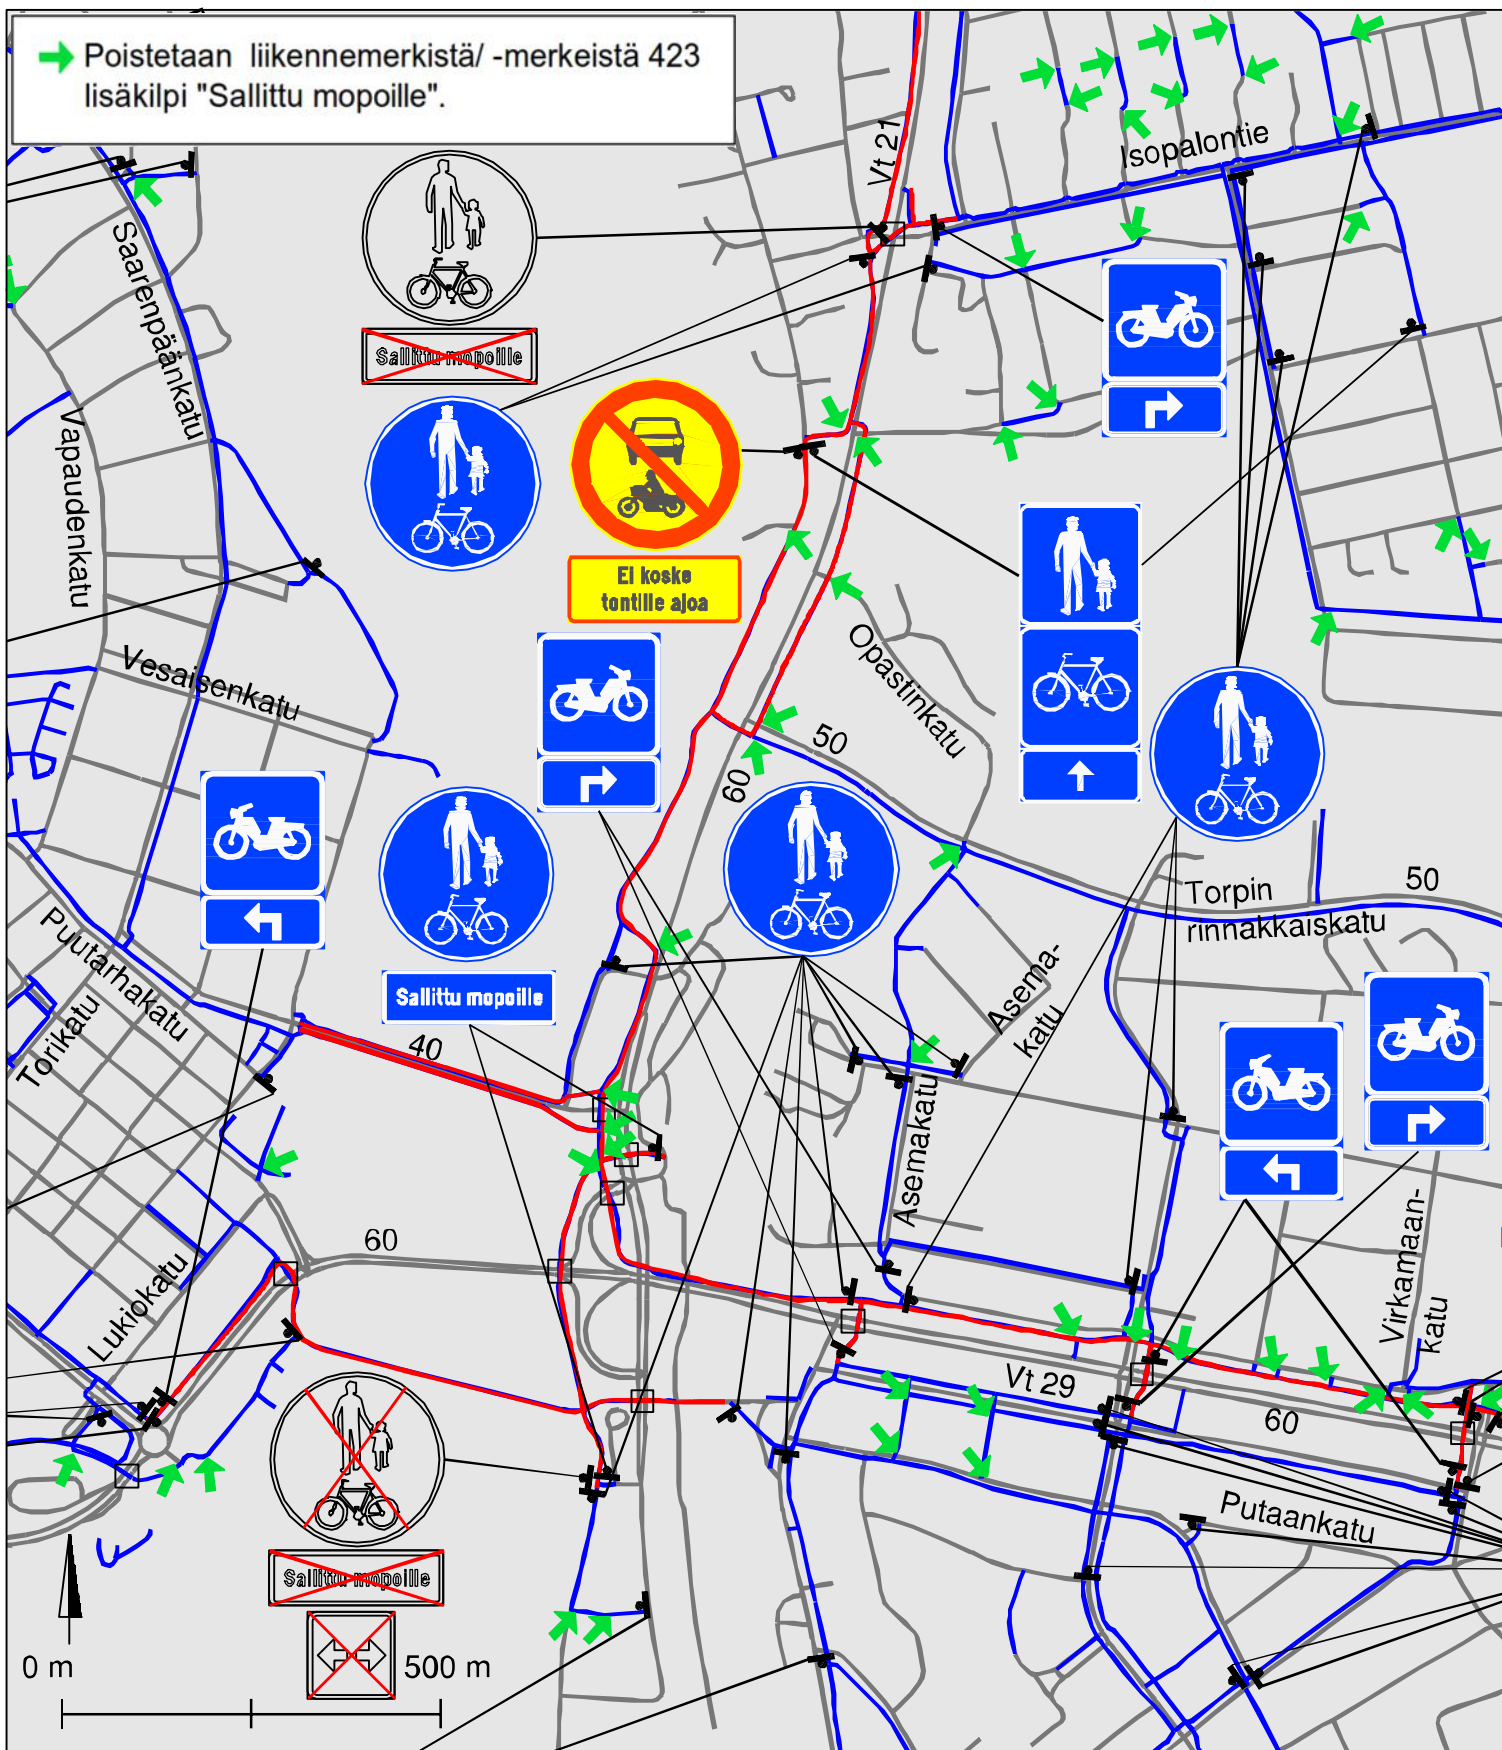 Poistetaan liikennemerkistä/ -merkeistä 423
lisäkilpi "Sallittu mopoille".
Vt 21
Isopalontie
Saarenpäänkatu
Sallittu mopoille
Vapaudenkatu
Ei koske
tontille ajoa
Opastinkatu
Vesaisenkatu
50
60
50
Torpin
rinnakkaiskatu
Puutarhakatu
Torikatu
Sallittu mopoille
40
Asema-
katu
Asemakatu
60
Lukiokatu
Virkamaan-
katu
Vt 29
60
Putaankatu
Sallittu mopoille
0 m
500 m